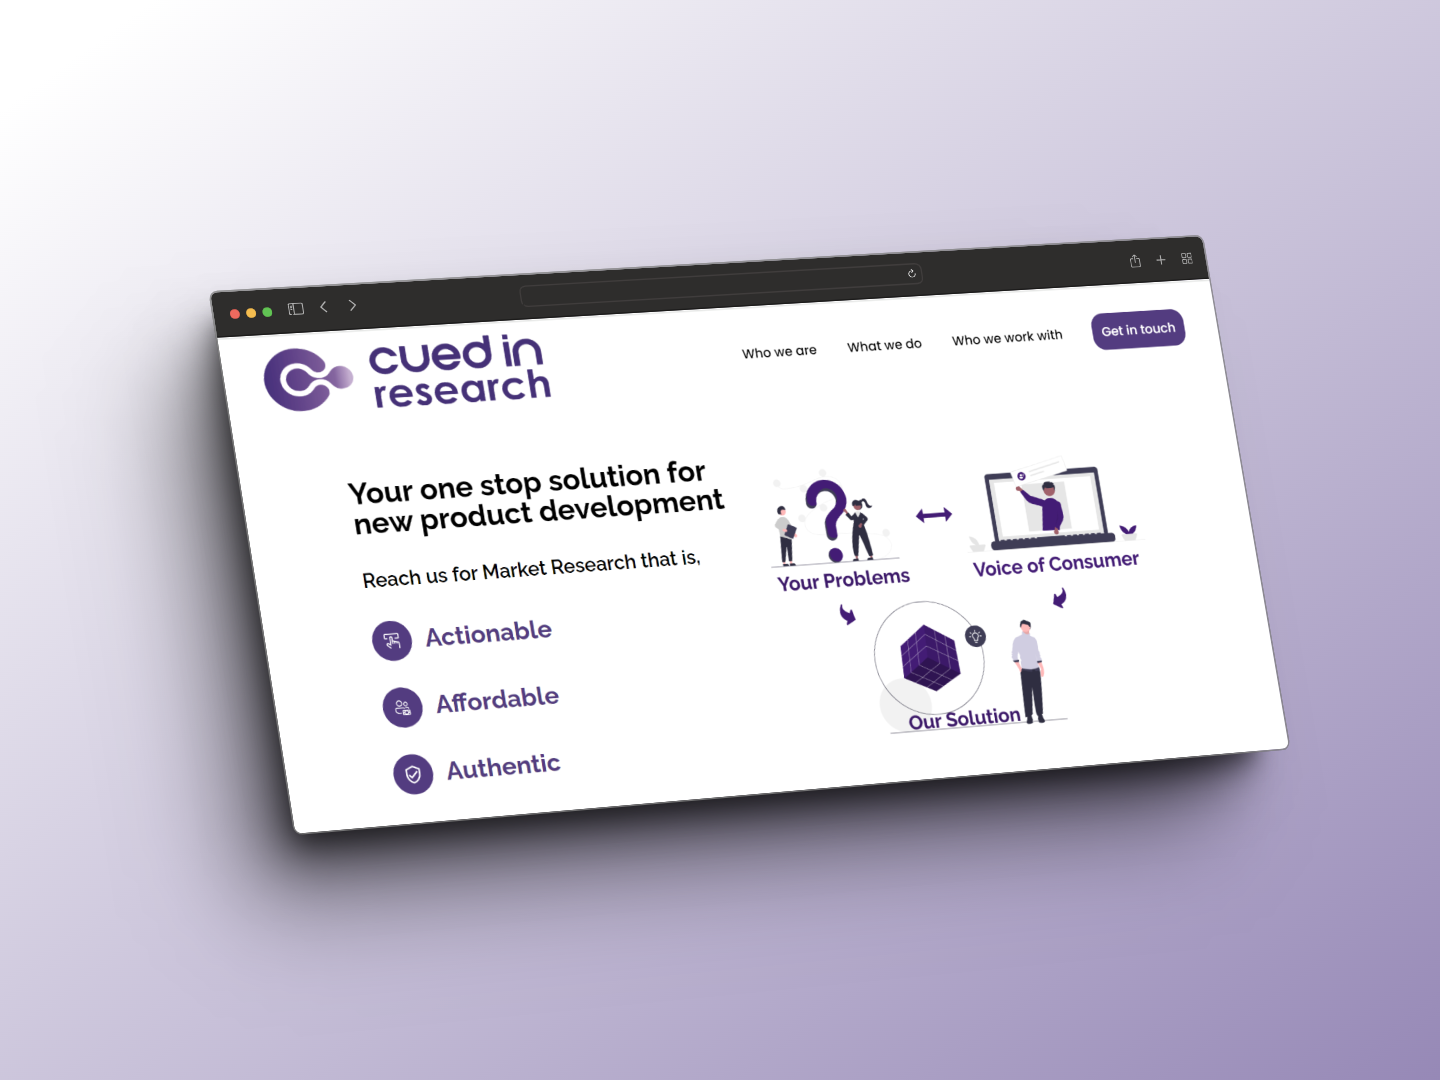 cued in
research
Who we are
What we do
Who we work with
Get in touch
Your one stop solution for
new product development
Reach us for Market Research that is,
Actionable
Affordable
Authentic
Your Problems
Voice of Consumer
Our Solution